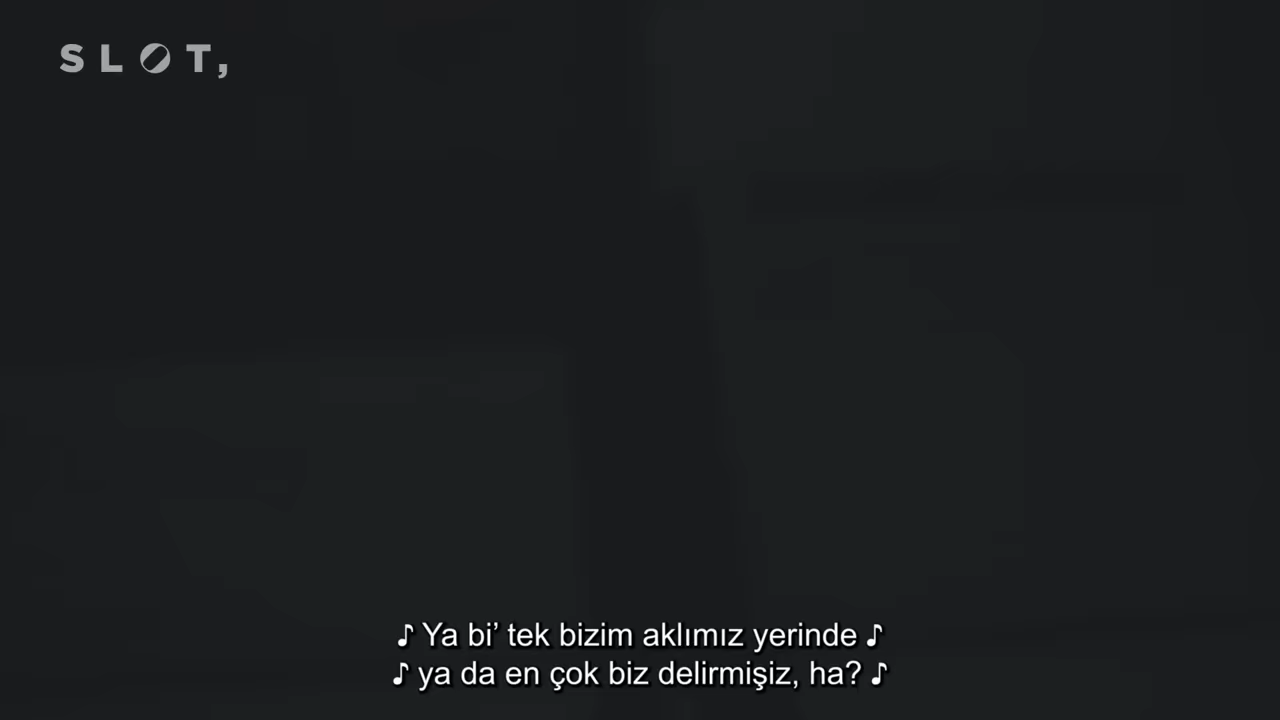 SLOT,
♪ Ya bi’ tek bizim aklımız yerinde ♪
♪ ya da en çok biz delirmişiz, ha? ♪